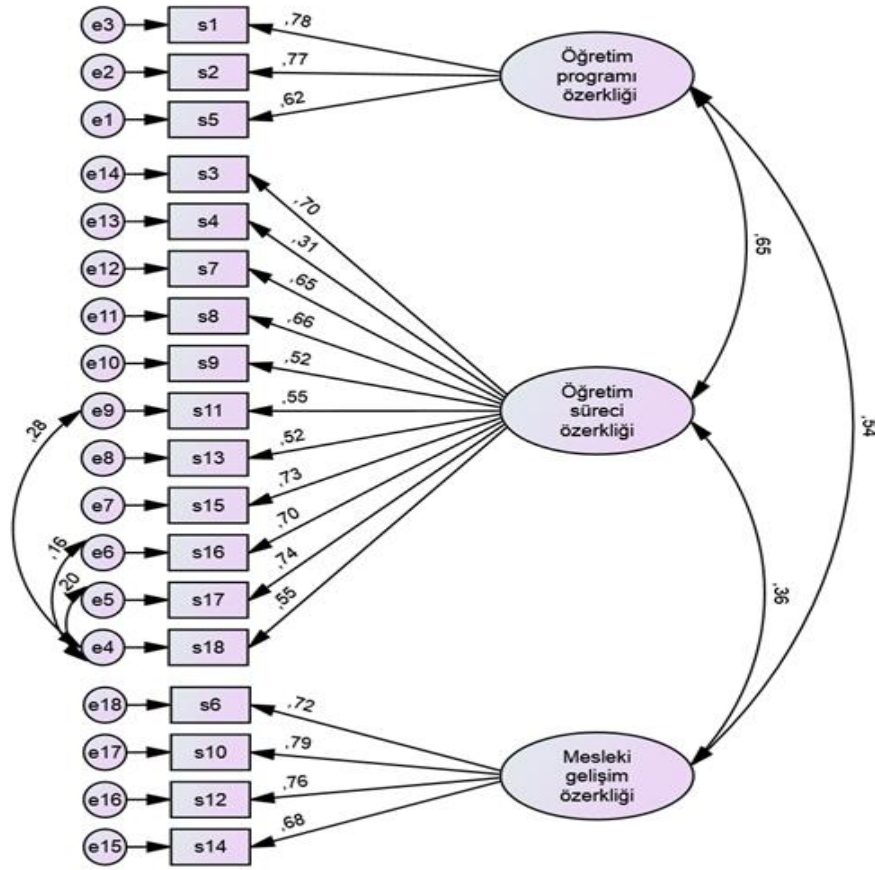 e3 s1 ,78
Öğretim
programı
özerkliği
e2 s2 ,77
e1 s5 ,62
e14 s3 ,70
e13 s4 ,31
e12 s7 ,65
e11 s8 ,66
e10 s9 ,52
e9 s11 ,55
e8 s13 ,52
e7 s15 ,73
e6 s16 ,70
e5 s17 ,74
e4 s18 ,55
,28
,16
,20
Öğretim
süreci
özerkliği
,65
,54
,36
e18 s6 ,72
e17 s10 ,79
e16 s12 ,76
e15 s14 ,68
Mesleki
gelişim
özerkliği